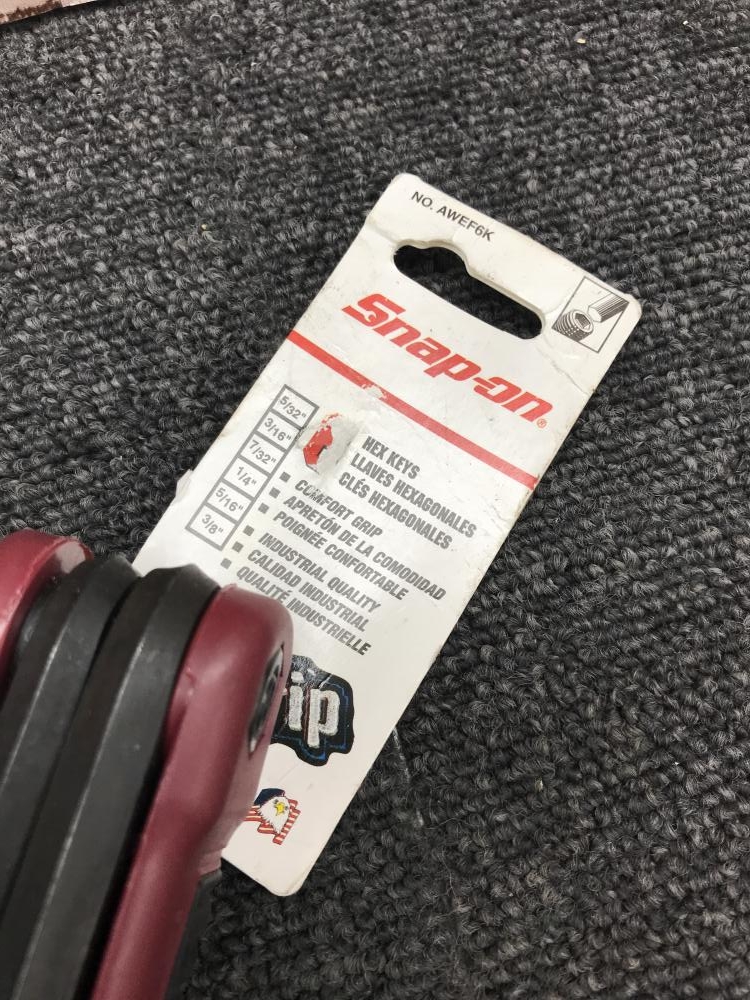 NO. AWEF6K
Snap-on®
5/32"
3/16"
7/32"
1/4"
5/16"
3/8"
HEX KEYS
LLAVES HEXAGONALES
CLÉS HEXAGONALES
■ COMFORT GRIP
■ APRETÓN DE LA COMODIDAD
■ POIGNÉE CONFORTABLE
■ INDUSTRIAL QUALITY
■ CALIDAD INDUSTRIAL
■ QUALITÉ INDUSTRIELLE
ip